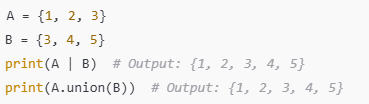 A = {1, 2, 3}
B = {3, 4, 5}
print(A | B)  # Output: {1, 2, 3, 4, 5}
print(A.union(B))  # Output: {1, 2, 3, 4, 5}